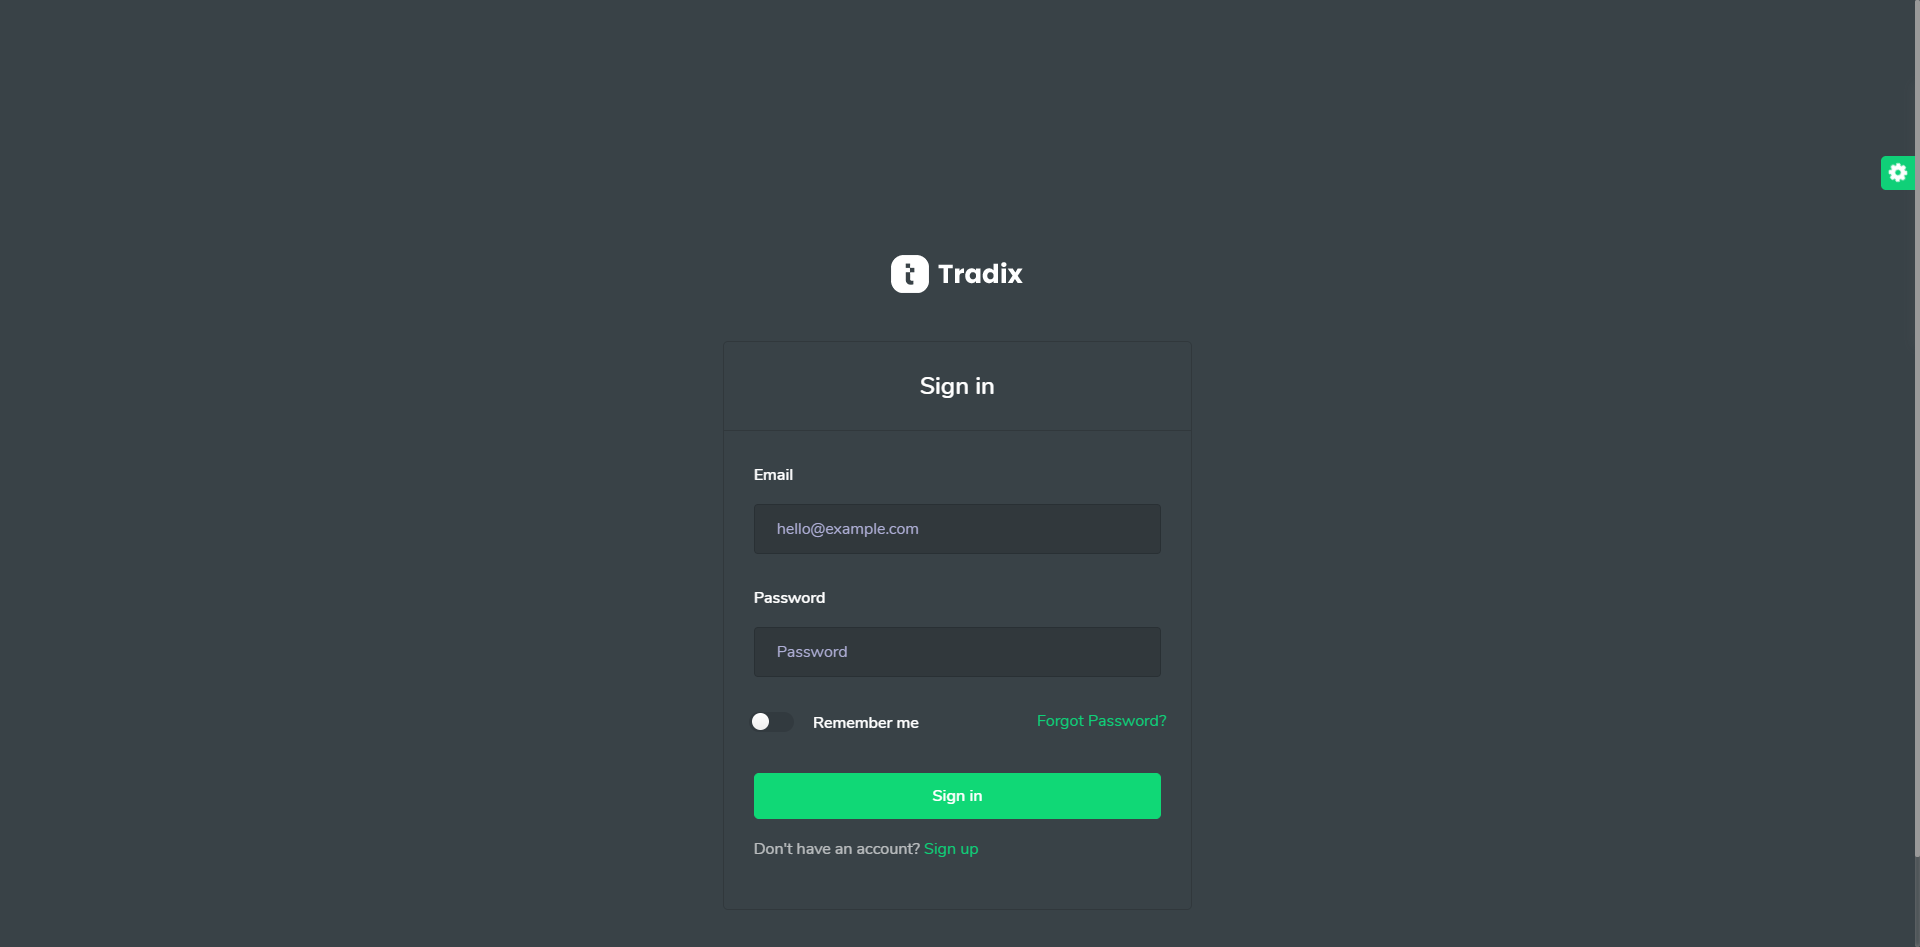 t Tradix
Sign in
Email
hello@example.com
Password
Password
Remember me
Forgot Password?
Sign in
Don't have an account? Sign up